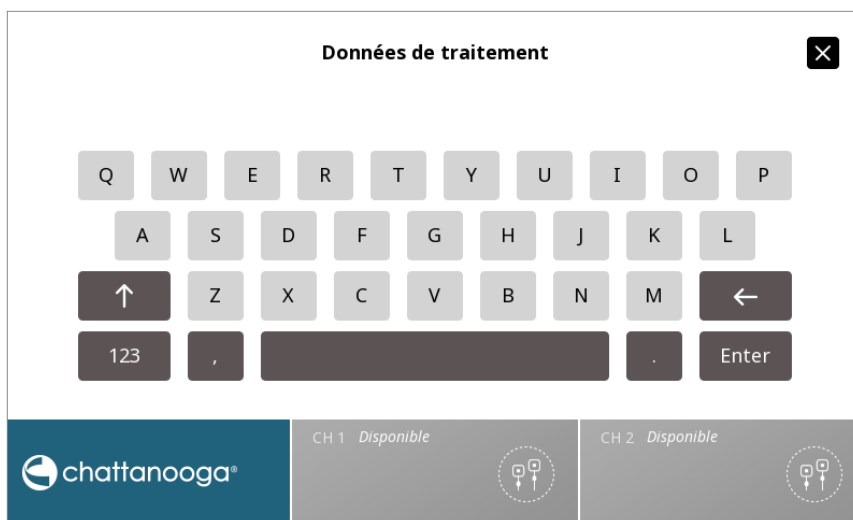 Données de traitement
Q W E R T Y U I O P
A S D F G H J K L
Z X C V B N M
123 , . Enter
CH 1 Disponible
CH 2 Disponible
chattanooga®